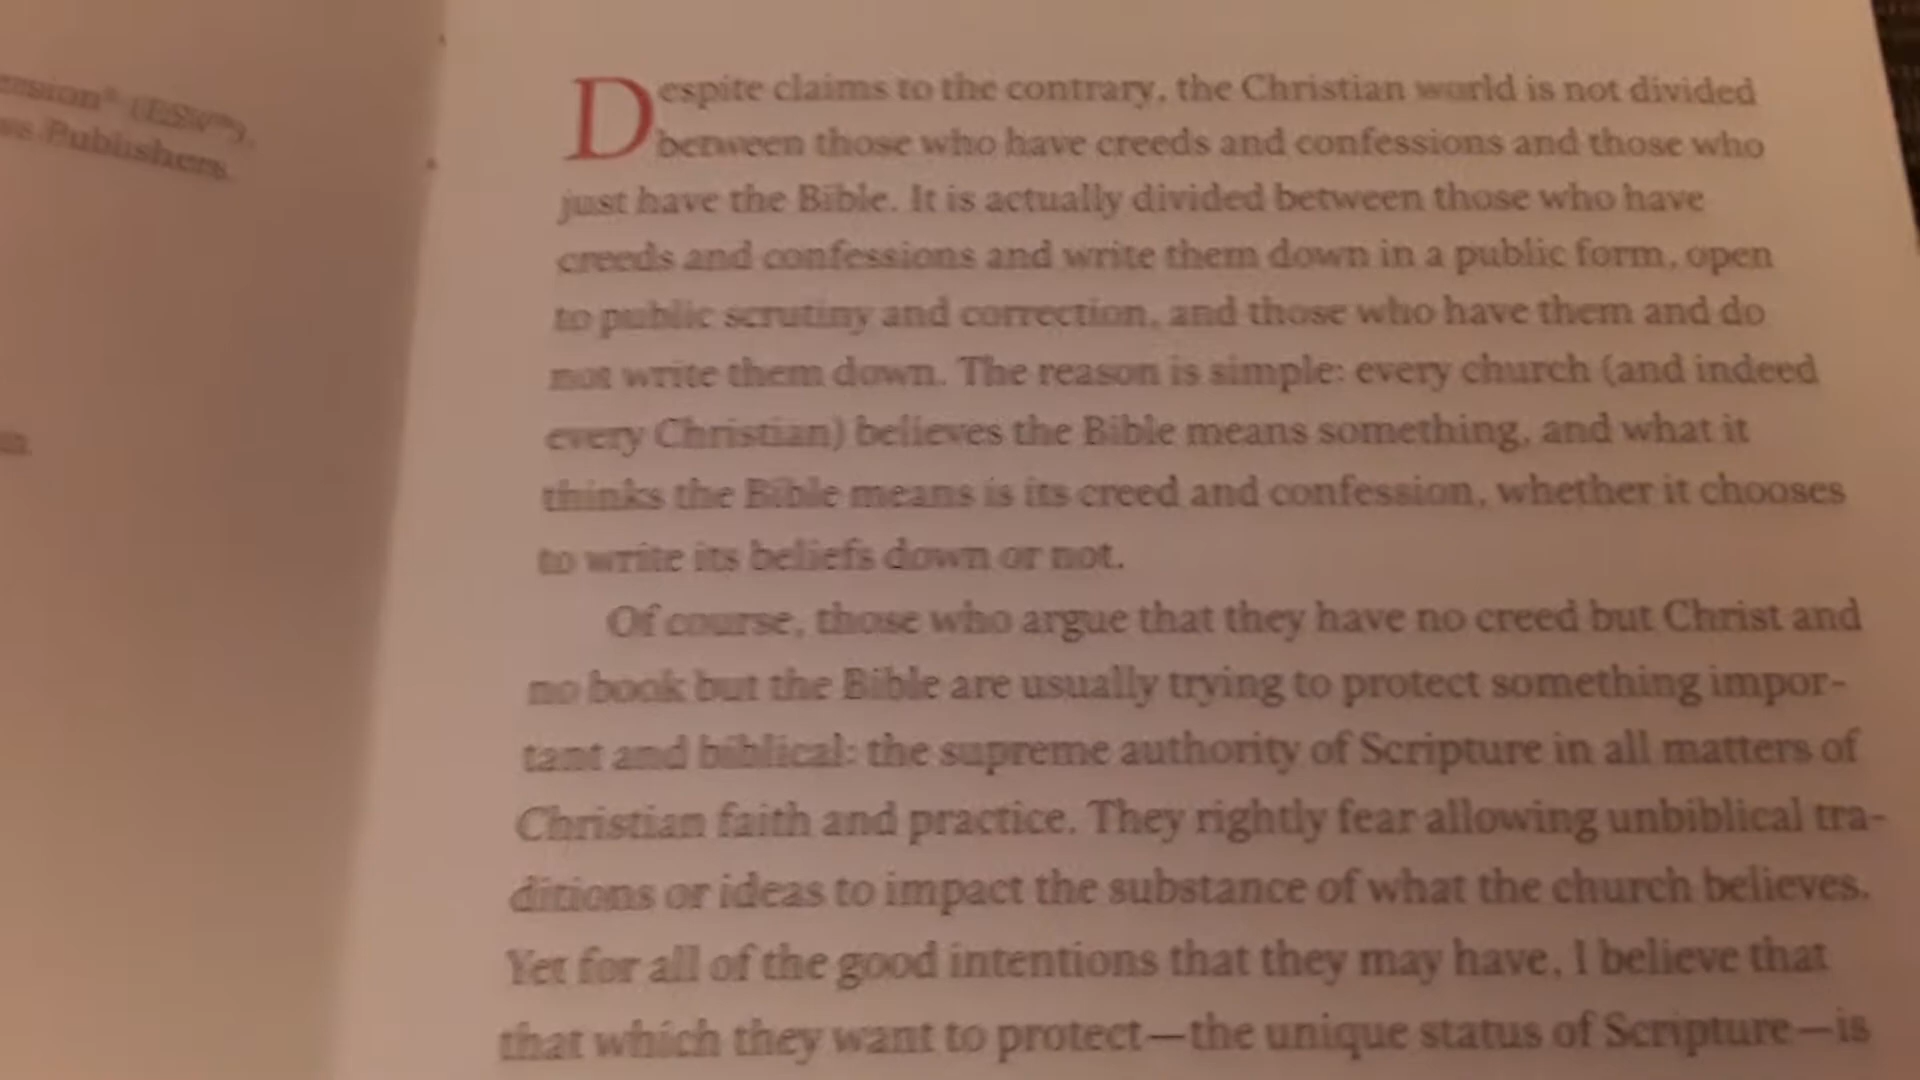 (ESV
Publishers.
Despite claims to the contrary, the Christian world is not divided
between those who have creeds and confessions and those who
just have the Bible. It is actually divided between those who have
creeds and confessions and write them down in a public form, open
to public scrutiny and correction, and those who have them and do
not write them down. The reason is simple: every church (and indeed
every Christian) believes the Bible means something, and what it
thinks the Bible means is its creed and confession, whether it chooses
to write its beliefs down or not.
Of course, those who argue that they have no creed but Christ and
no book but the Bible are usually trying to protect something impor-
tant and biblical: the supreme authority of Scripture in all matters of
Christian faith and practice. They rightly fear allowing unbiblical tra-
ditions or ideas to impact the substance of what the church believes.
Yet for all of the good intentions that they may have, I believe that
that which they want to protect—the unique status of Scripture—is